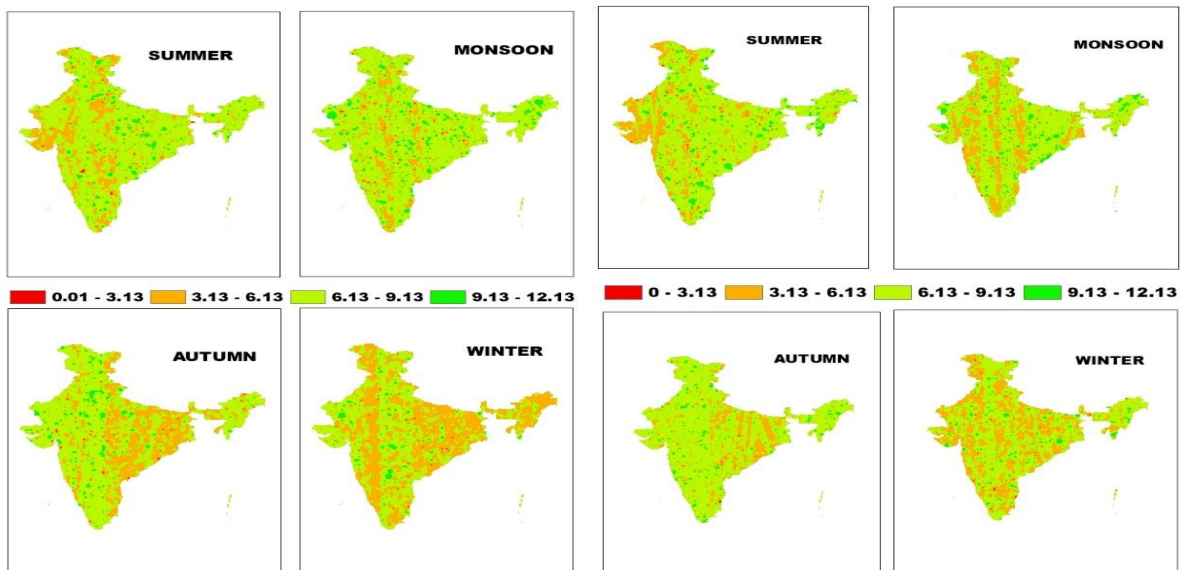 SUMMER
MONSOON
SUMMER
MONSOON
0.01 - 3.13 3.13 - 6.13 6.13 - 9.13 9.13 - 12.13
0 - 3.13 3.13 - 6.13 6.13 - 9.13 9.13 - 12.13
AUTUMN
WINTER
AUTUMN
WINTER